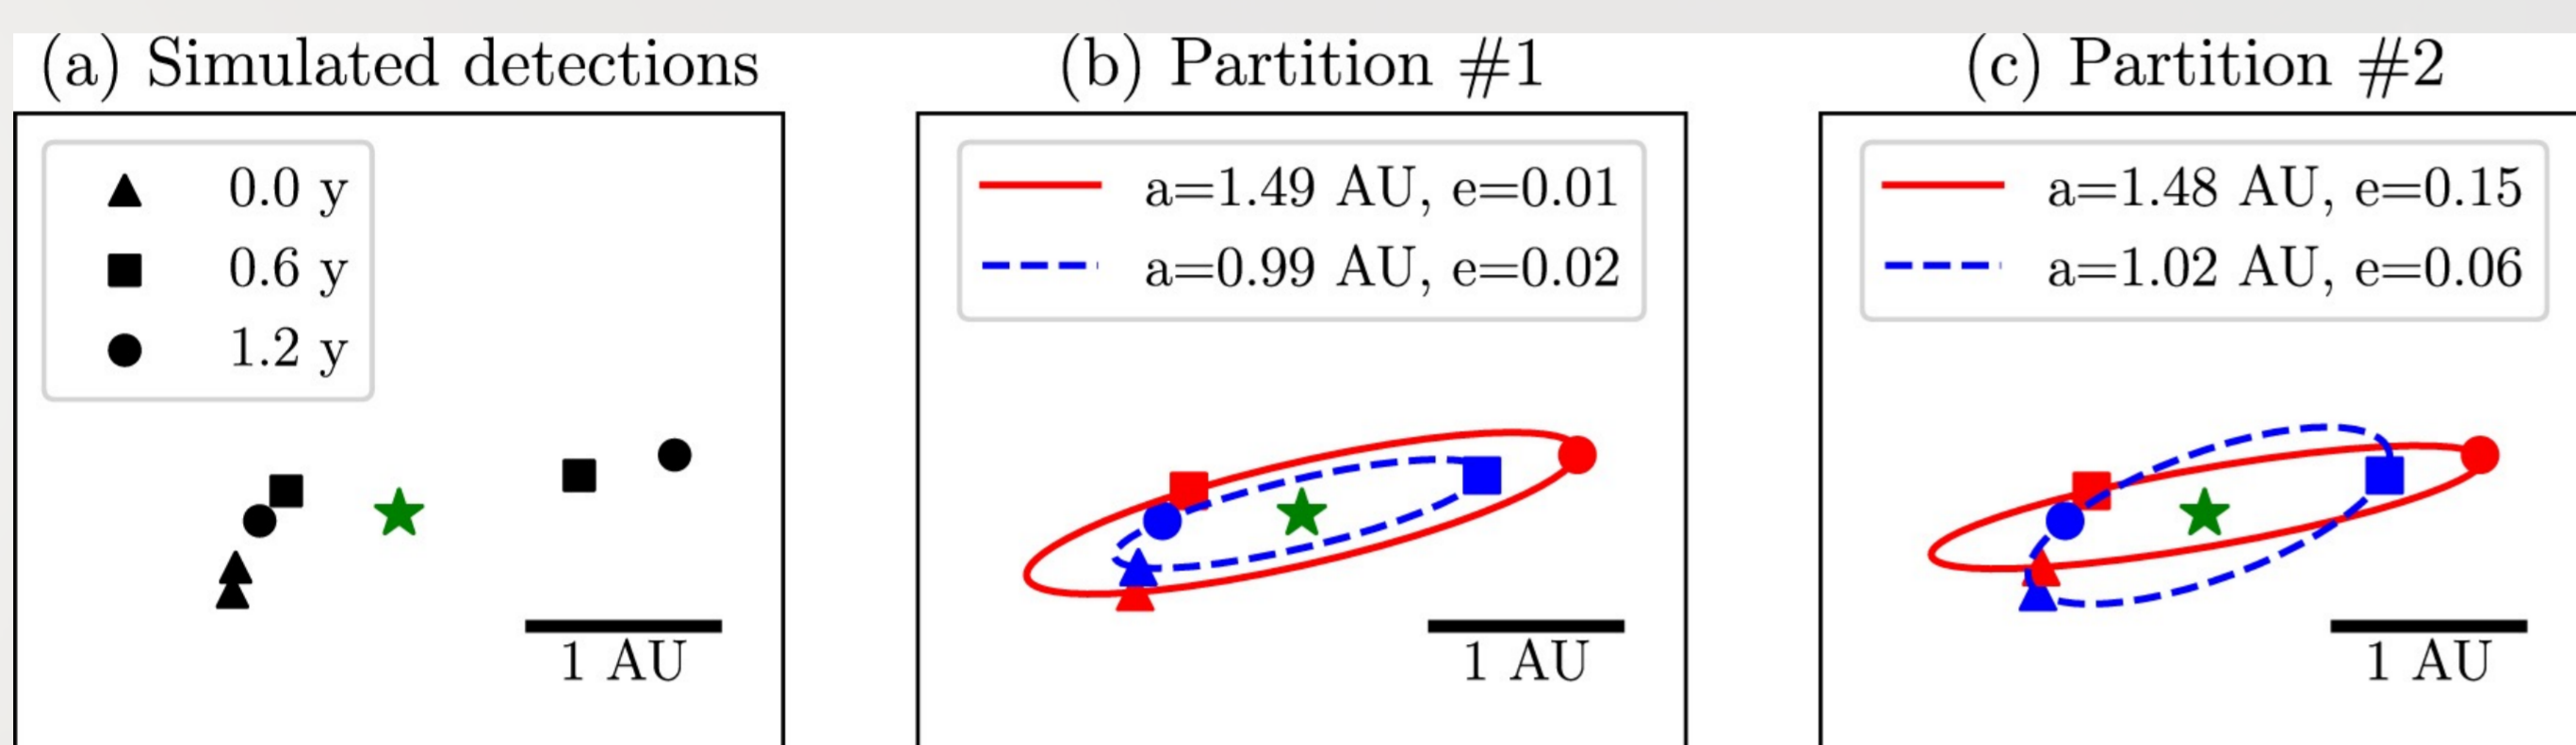 (a) Simulated detections
0.0 y
0.6 y
1.2 y
1 AU
(b) Partition #1
a=1.49 AU, e=0.01
a=0.99 AU, e=0.02
1 AU
(c) Partition #2
a=1.48 AU, e=0.15
a=1.02 AU, e=0.06
1 AU